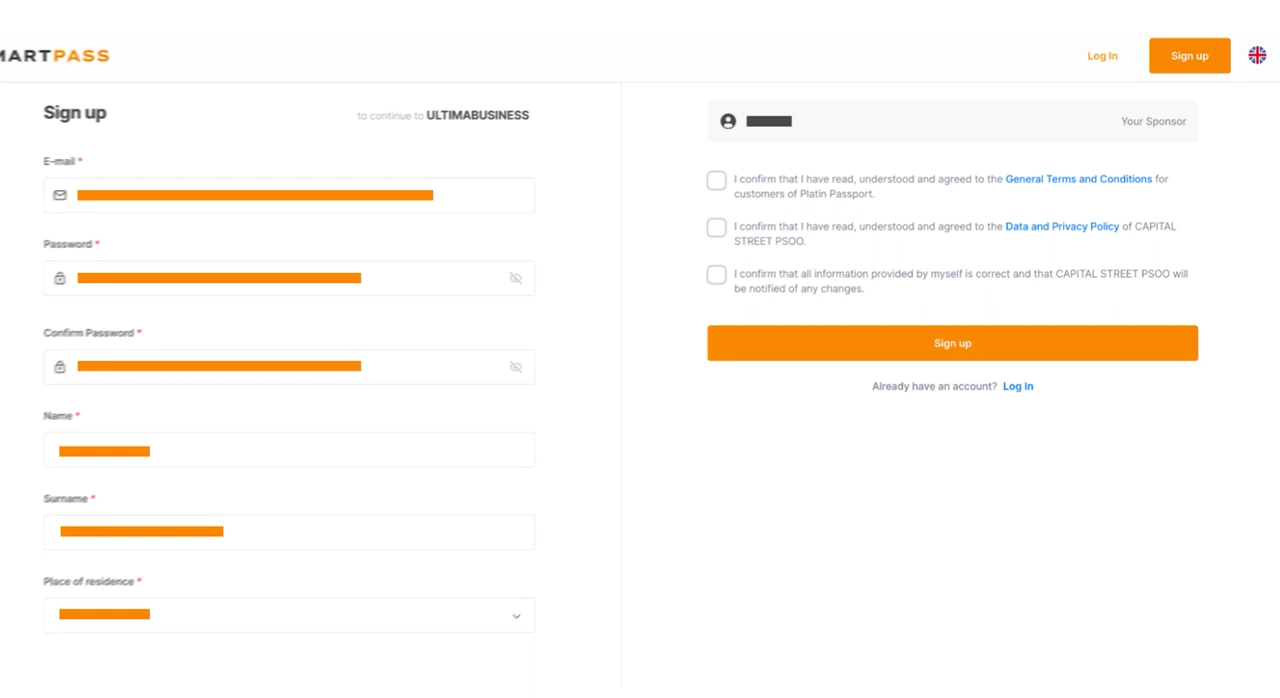 MARTPASS
Log In
Sign up
Sign up
to continue to ULTIMABUSINESS
E-mail *
Password *
Confirm Password *
Name *
Surname *
Place of residence *
Your Sponsor
I confirm that I have read, understood and agreed to the General Terms and Conditions for
customers of Platin Passport.
I confirm that I have read, understood and agreed to the Data and Privacy Policy of CAPITAL
STREET PSOO.
I confirm that all information provided by myself is correct and that CAPITAL STREET PSOO will
be notified of any changes.
Sign up
Already have an account? Log In